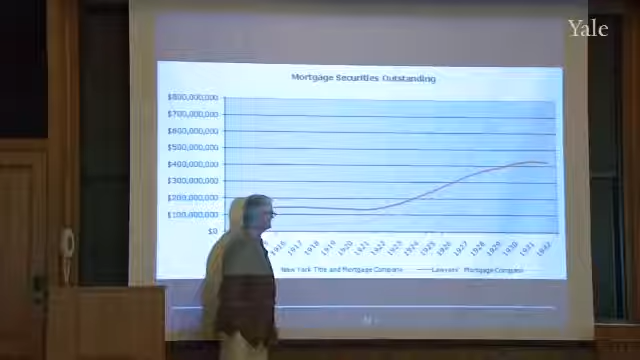 Yale
Mortgage Securities Outstanding
$800,000,000
$700,000,000
$600,000,000
$500,000,000
$400,000,000
$300,000,000
$200,000,000
$100,000,000
$0
1916 1917 1918 1919 1920 1921 1922 1923 1924 1925 1926 1927 1928 1929 1930 1931 1932
New York Title and Mortgage Company Lawyers' Mortgage Company